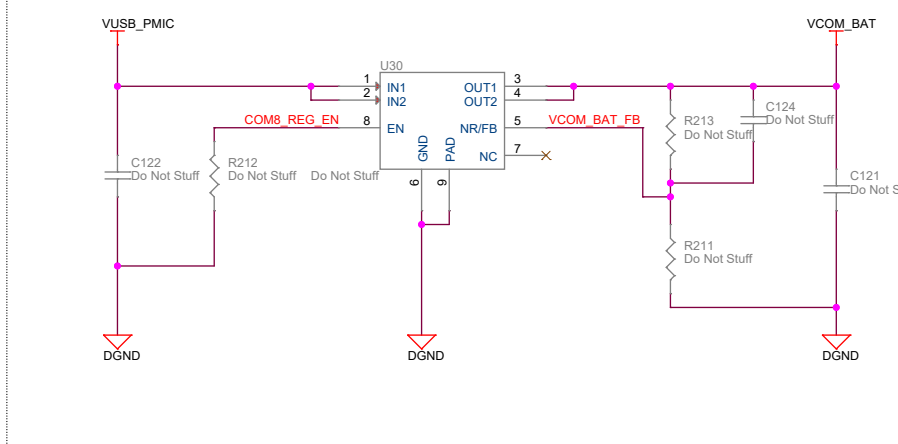 VUSB_PMIC
VCOM_BAT
U30
1
IN1
OUT1
3
2
IN2
OUT2
4
COM8_REG_EN
8
EN
NR/FB
5
VCOM_BAT_FB
GND
PAD
NC
7
6
9
C122
Do Not Stuff
R212
Do Not Stuff
Do Not Stuff
R213
Do Not Stuff
C124
Do Not Stuff
C121
Do Not S
R211
Do Not Stuff
DGND
DGND
DGND